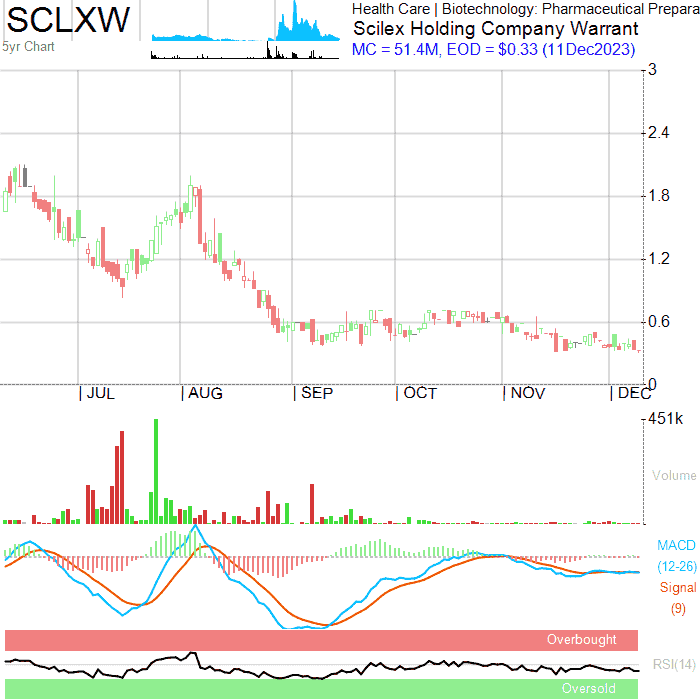 SCLXW
5yr Chart
Health Care | Biotechnology: Pharmaceutical Prepara
Scilex Holding Company Warrant
MC = 51.4M, EOD = $0.33 (11Dec2023)
3
2.4
1.8
1.2
0.6
0
| JUL | AUG | SEP | OCT | NOV | DEC
451k
Volume
MACD
(12-26)
Signal
(9)
Overbought
RSI(14)
Oversold